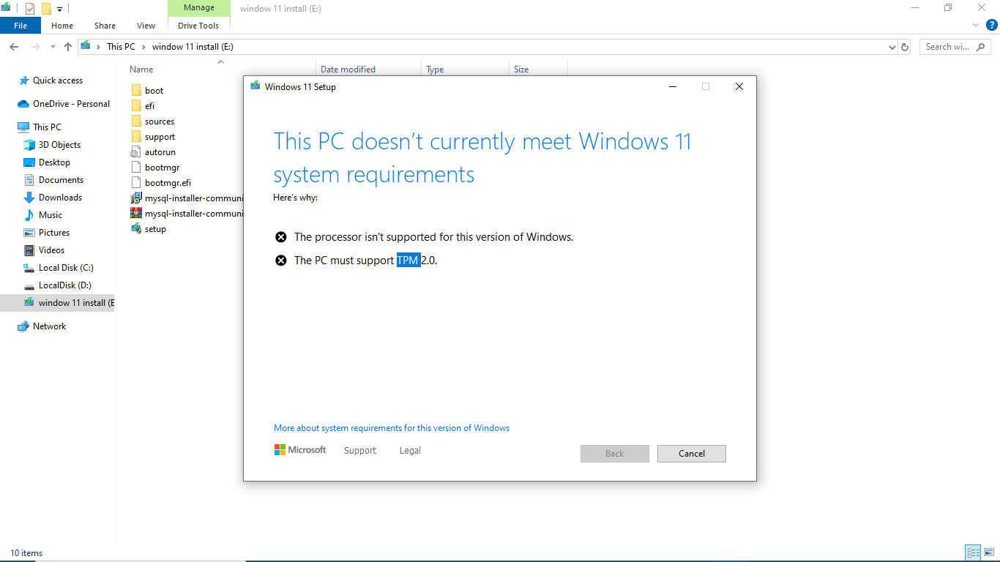 Manage
window 11 install (E:)
File
Home
Share
View
Drive Tools
?
This PC
window 11 install (E:)
Search wi...
Name
Date modified
Type
Size
Quick access
OneDrive - Personal
This PC
3D Objects
Desktop
Documents
Downloads
Music
Pictures
Videos
Local Disk (C:)
LocalDisk (D:)
window 11 install (E
Network
boot
efi
sources
support
autorun
bootmgr
bootmgr.efi
mysql-installer-communi
mysql-installer-communi
setup
Windows 11 Setup
This PC doesn’t currently meet Windows 11
system requirements
Here’s why:
The processor isn't supported for this version of Windows.
The PC must support TPM 2.0.
More about system requirements for this version of Windows
Microsoft
Support
Legal
Back
Cancel
10 items